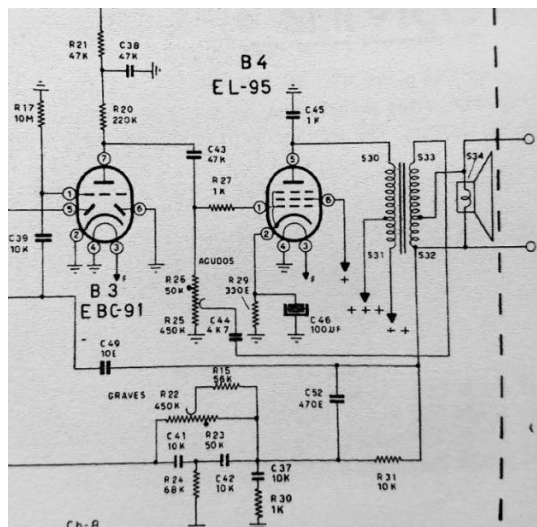 R21
47K
C38
47K
B4
EL-95
R17
10M
R20
220K
C45
1K
C43
47K
R27
1K
S30
S33
S34
7
1
5
6
2
4
3
F
5
1
6
2
4
3
F
C39
10K
B3
EBC-91
AGUDOS
R26
50K
R25
450K
C44
4K7
R29
330E
C46
100µF
+
+++
++
S31
S32
C49
10E
R15
56K
GRAVES
R22
450K
C52
470E
C41
10K
R23
50K
R24
68K
C42
10K
C37
10K
R30
1K
R31
10K
Ch-8